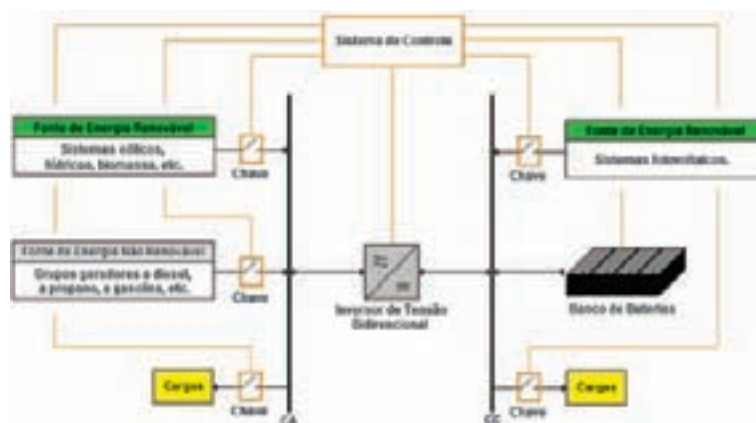 Sistema de Controle
Fonte de Energia Renovável
Sistemas eólicos,
hídricos, biomassa, etc.
Chave
Fonte de Energia Renovável
Sistemas fotovoltaicos.
Chave
Fonte de Energia Não Renovável
Grupos geradores a diesel,
a propano, a gasolina, etc.
Chave
Inversor de Tensão
Bidirecional
Banco de Baterias
Cargas
Chave
Chave
Cargas
CA
CC